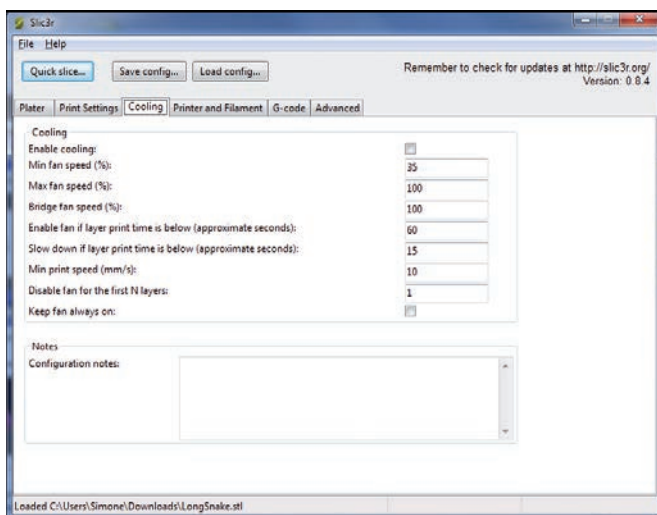 Slic3r
File Help
Quick slice... Save config... Load config... Remember to check for updates at http://slic3r.org/
Version: 0.8.4
Plater Print Settings Cooling Printer and Filament G-code Advanced
Cooling
Enable cooling:
Min fan speed (%): 35
Max fan speed (%): 100
Bridge fan speed (%): 100
Enable fan if layer print time is below (approximate seconds): 60
Slow down if layer print time is below (approximate seconds): 15
Min print speed (mm/s): 10
Disable fan for the first N layers: 1
Keep fan always on:
Notes
Configuration notes:
Loaded C:\Users\Simone\Downloads\LongSnake.stl